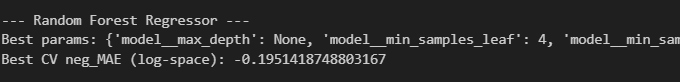 --- Random Forest Regressor ---
Best params: {'model__max_depth': None, 'model__min_samples_leaf': 4, 'model__min_sam
Best CV neg_MAE (log-space): -0.1951418748803167